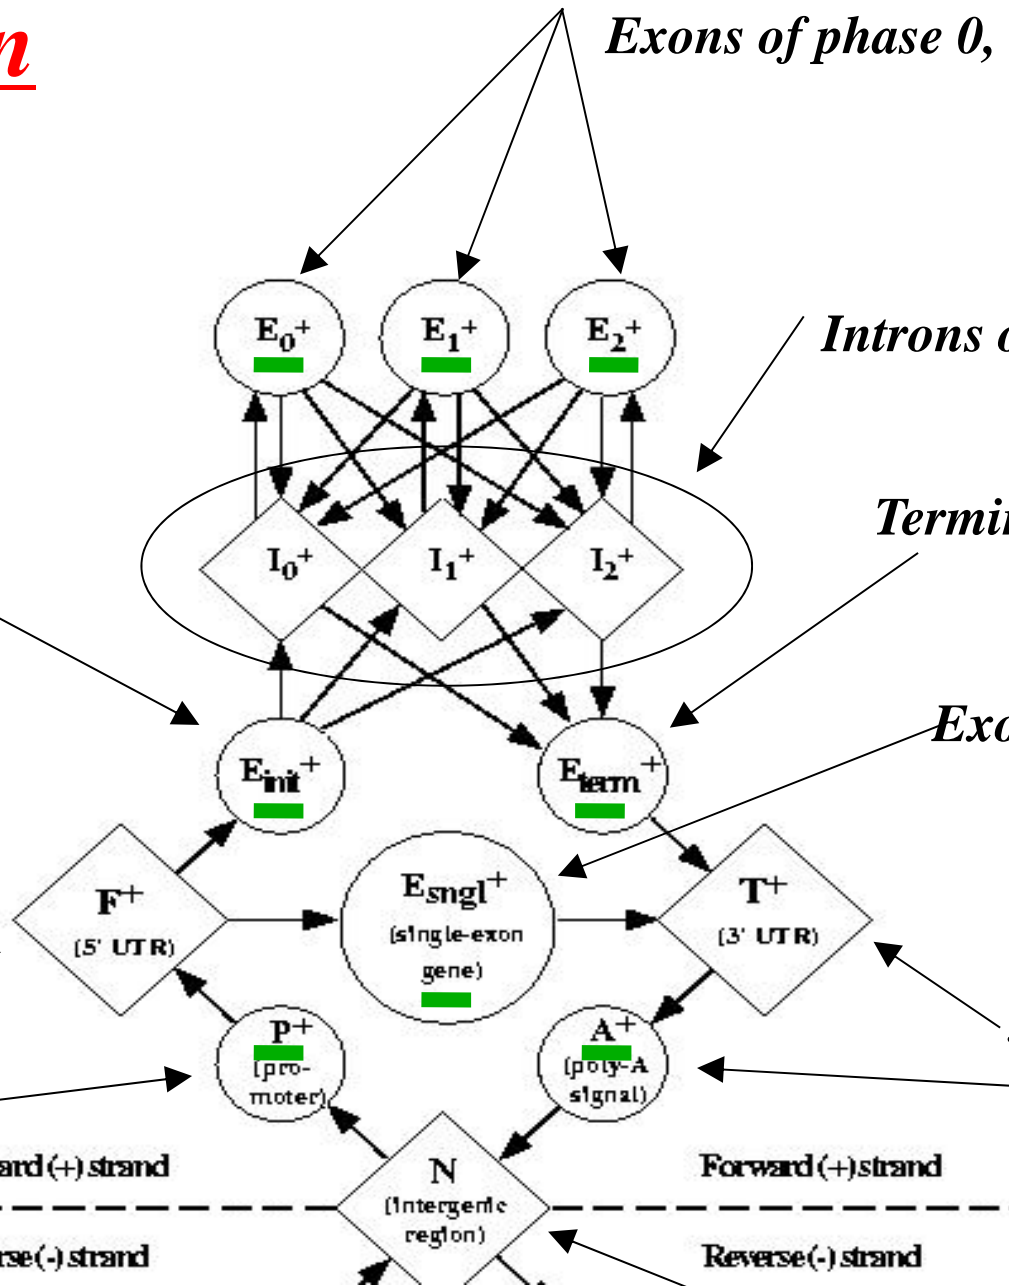 Exons of phase 0,
E0+ E1+ E2+
Introns
I0+ I1+ I2+
Einit+ Eterm+
F+
(5' UTR)
Esngl+
(single-exon
gene)
T+
(3' UTR)
P+
(pro-
moter)
A+
(poly-A
signal)
N
(intergenic
region)
(+) strand
Forward (+) strand
(-) strand
Reverse (-) strand